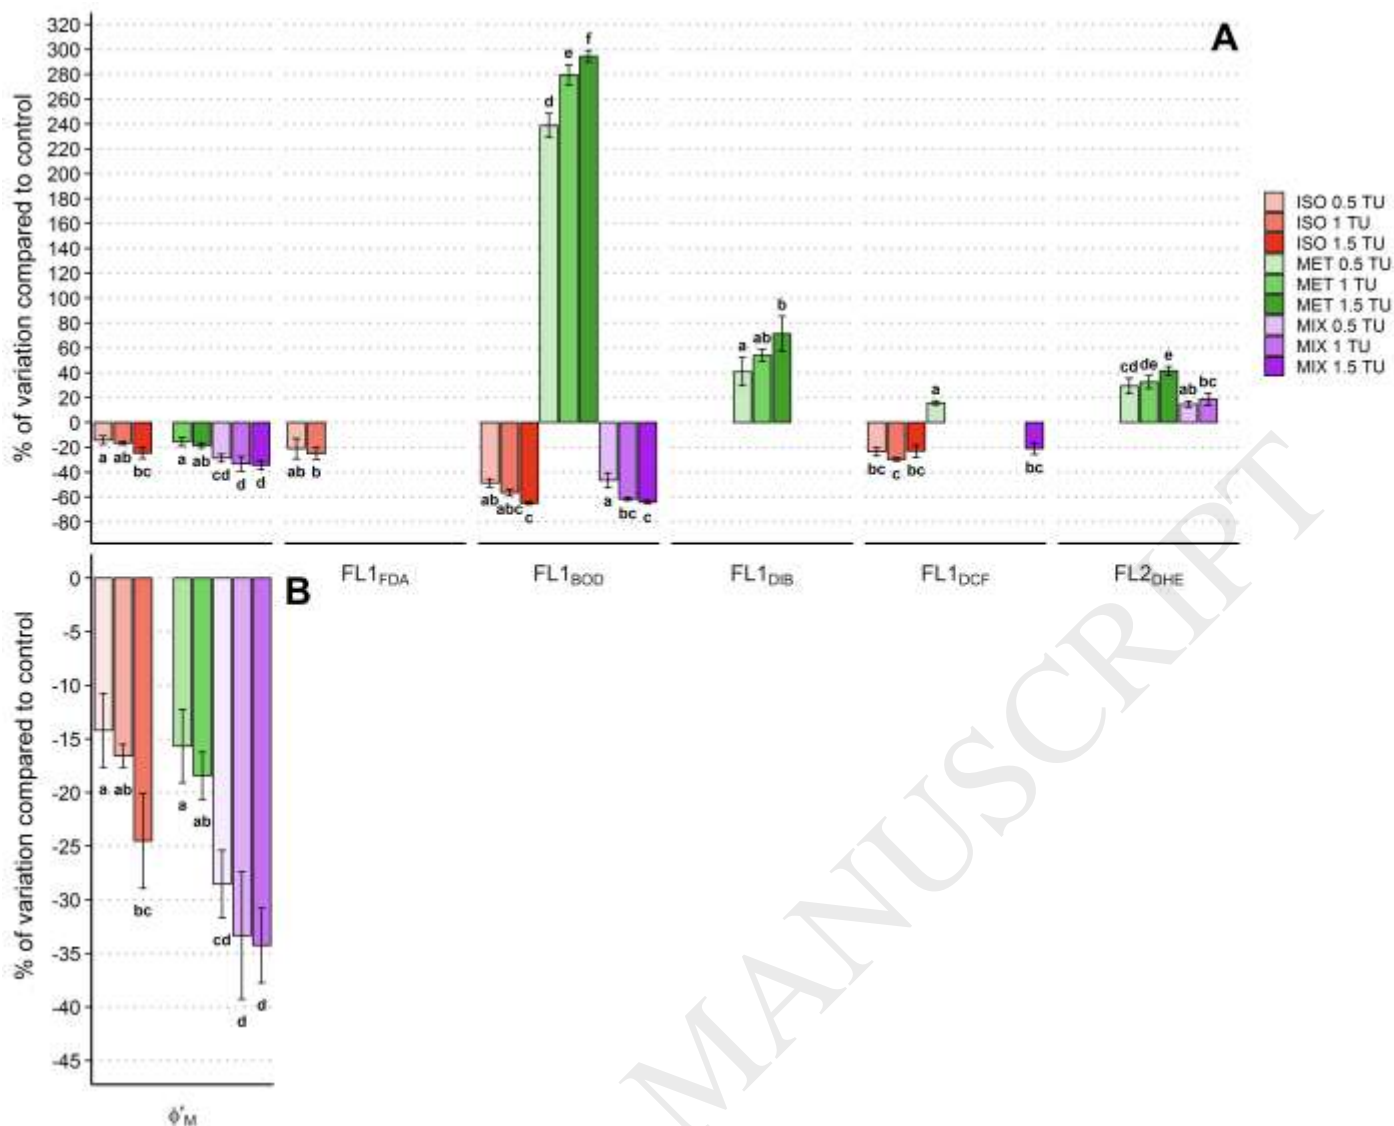 A
% of variation compared to control
320
300
280
260
240
220
200
180
160
140
120
100
80
60
40
20
0
-20
-40
-60
-80
a ab bc a ab cd d d
ab b
ab abc c d e f a bc c
a ab b
bc c bc a bc
cd de e ab bc
ISO 0.5 TU
ISO 1 TU
ISO 1.5 TU
MET 0.5 TU
MET 1 TU
MET 1.5 TU
MIX 0.5 TU
MIX 1 TU
MIX 1.5 TU
FL1FDA FL1BOD FL1DIB FL1DCF FL2DHE
B
% of variation compared to control
0
-5
-10
-15
-20
-25
-30
-35
-40
-45
a ab bc a ab cd d d
ϕ'M
MANUSCRIPT